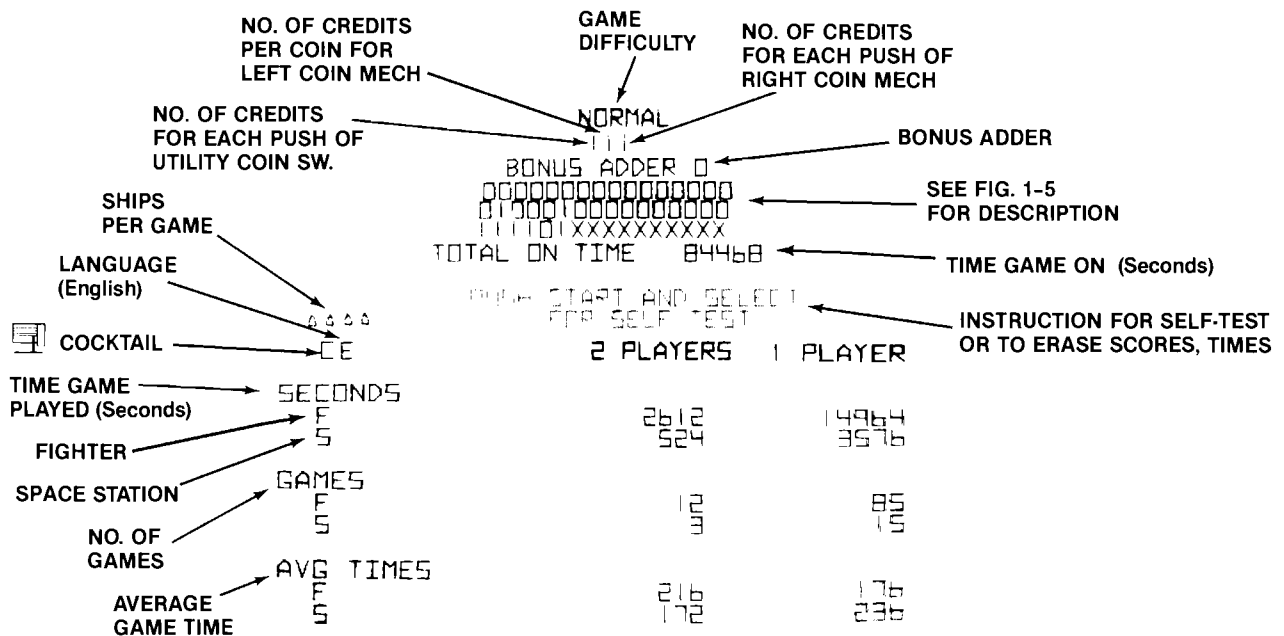 NO. OF CREDITS
PER COIN FOR
LEFT COIN MECH
GAME
DIFFICULTY
NO. OF CREDITS
FOR EACH PUSH OF
RIGHT COIN MECH
NO. OF CREDITS
FOR EACH PUSH OF
UTILITY COIN SW.
NORMAL
1 1 1
BONUS ADDER 0
BONUS ADDER
0000000000000000
111101XXXXXXXXXX
SEE FIG. 1-5
FOR DESCRIPTION
TOTAL ON TIME 84468
TIME GAME ON (Seconds)
PUSH START AND SELECT
FOR SELF TEST
INSTRUCTION FOR SELF-TEST
OR TO ERASE SCORES, TIMES
SHIPS
PER GAME
LANGUAGE
(English)
COCKTAIL
CE 2 PLAYERS 1 PLAYER
TIME GAME
PLAYED (Seconds)
SECONDS
F 2612 14964
S 524 3576
FIGHTER
SPACE STATION
GAMES
F 12 85
S 3 15
NO. OF
GAMES
AVG TIMES
F 216 176
S 172 236
AVERAGE
GAME TIME